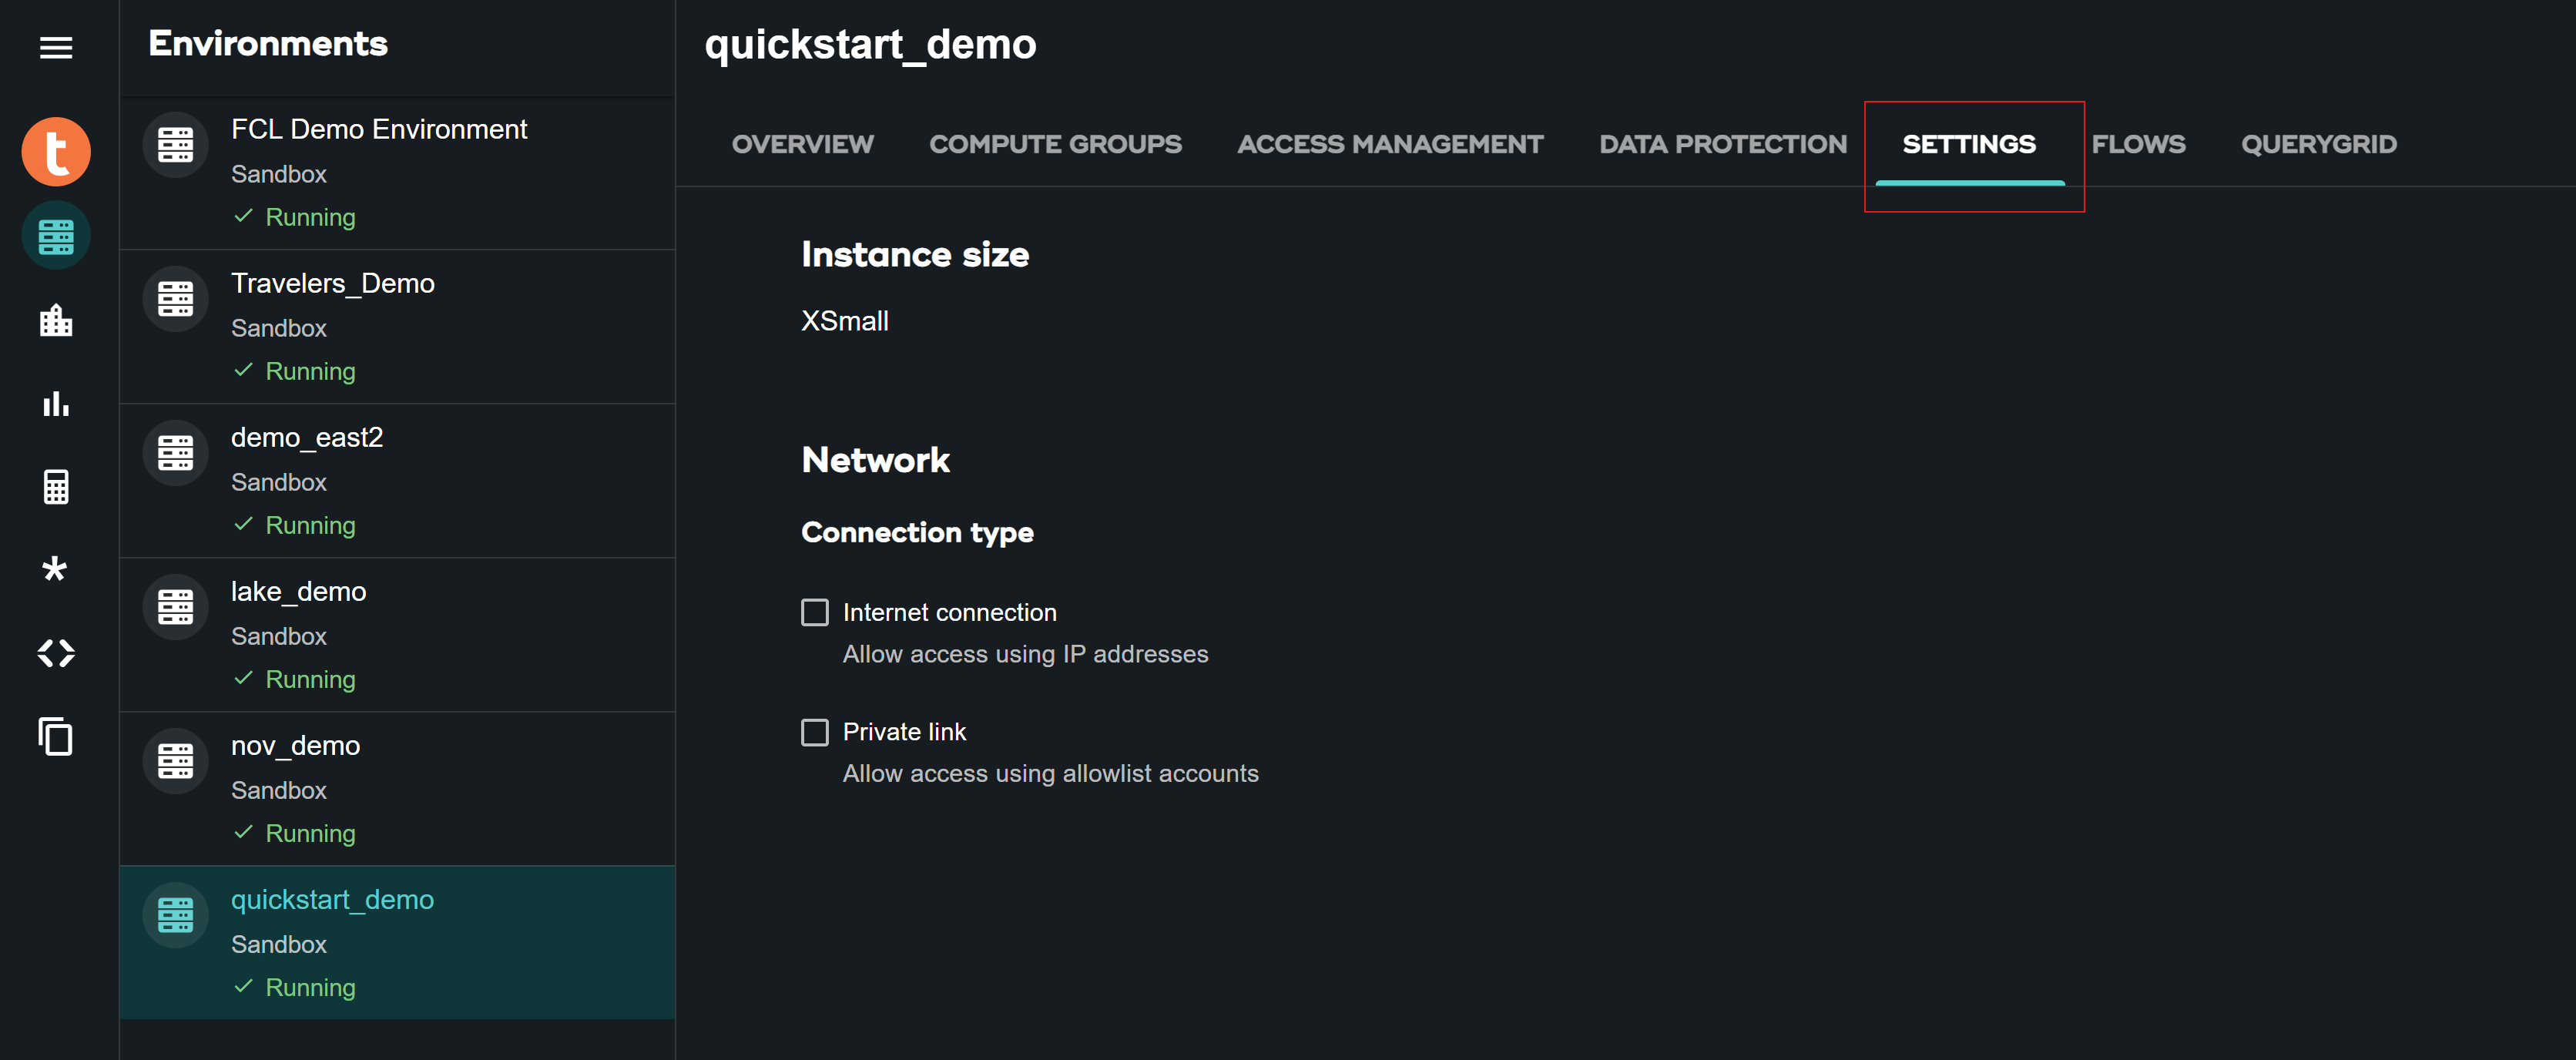 Environments
FCL Demo Environment
Sandbox
Running
Travelers_Demo
Sandbox
Running
demo_east2
Sandbox
Running
lake_demo
Sandbox
Running
nov_demo
Sandbox
Running
quickstart_demo
Sandbox
Running
quickstart_demo
OVERVIEW COMPUTE GROUPS ACCESS MANAGEMENT DATA PROTECTION SETTINGS FLOWS QUERYGRID
Instance size
XSmall
Network
Connection type
Internet connection
Allow access using IP addresses
Private link
Allow access using allowlist accounts
t